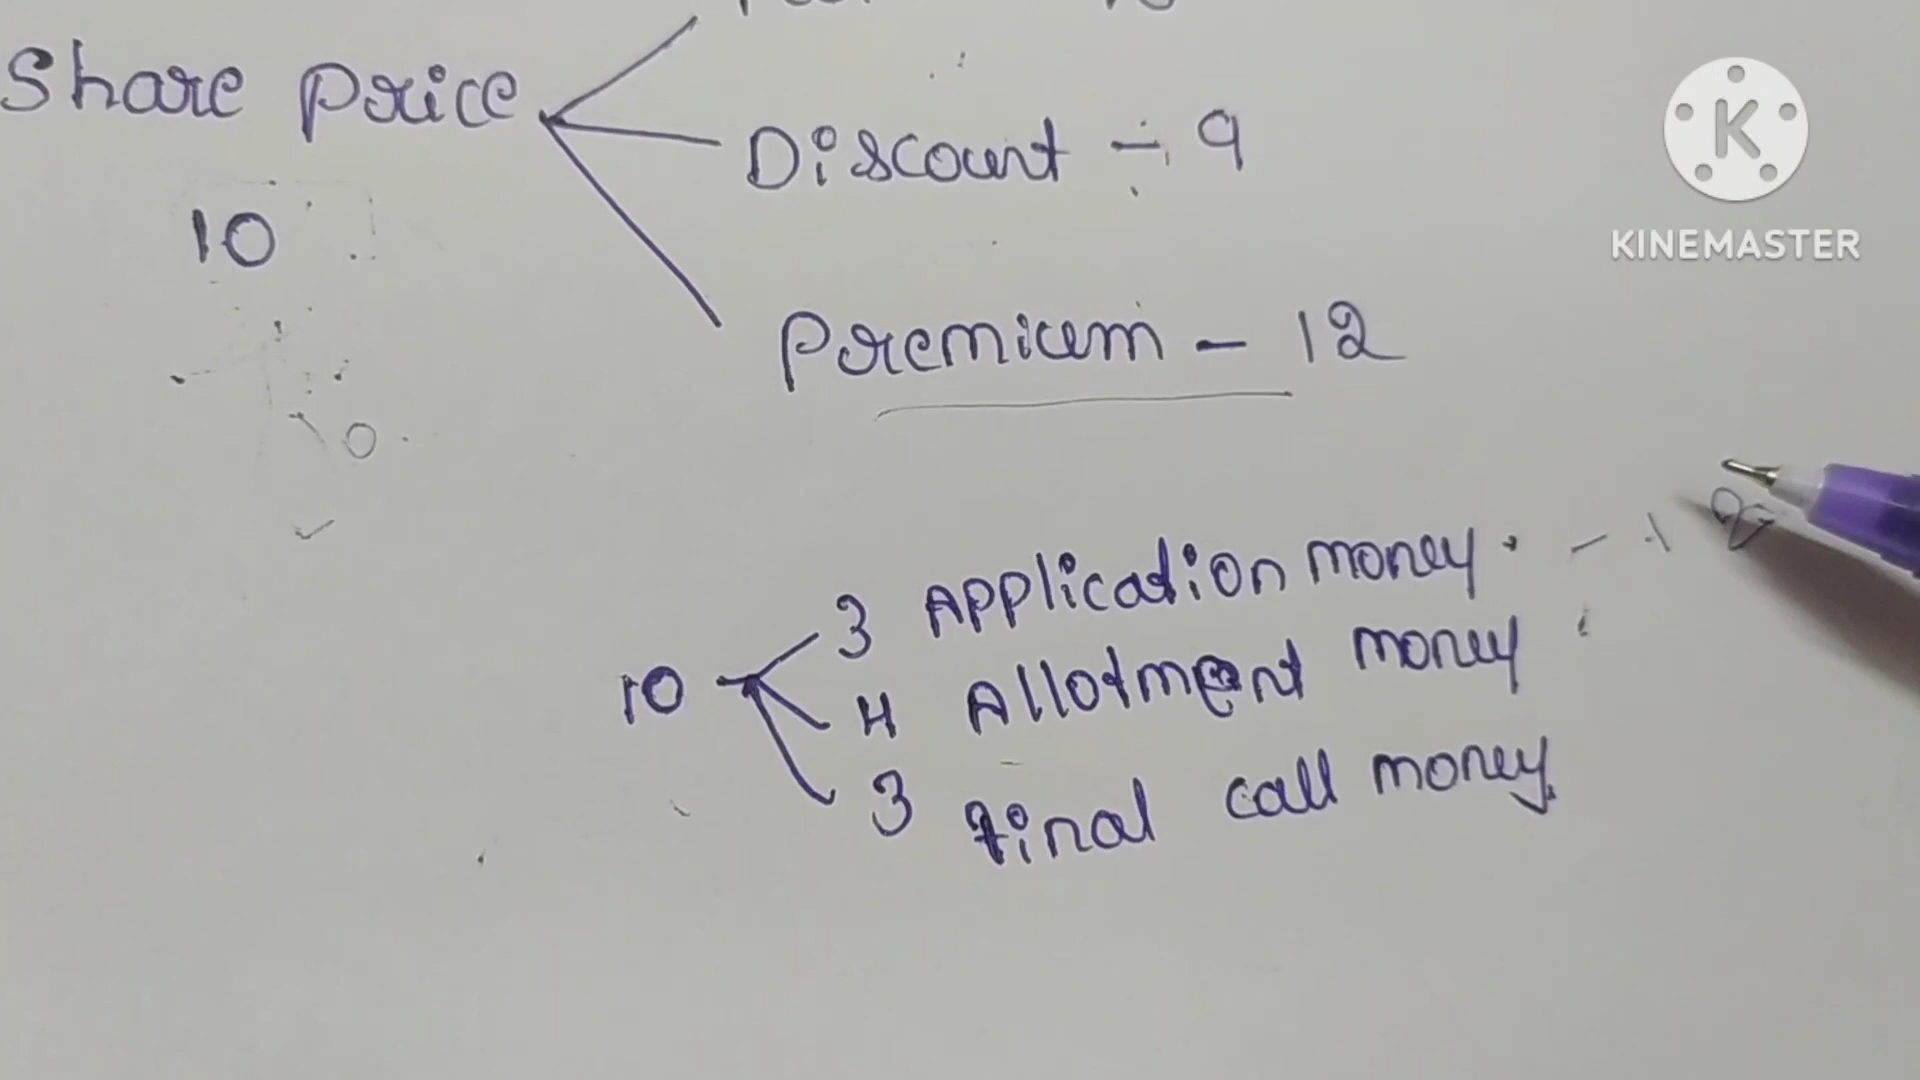 Share Price
Discount - 9
10
Premium - 12
3 Application money
10
4 Allotment money
3 final call money
K
KINEMASTER